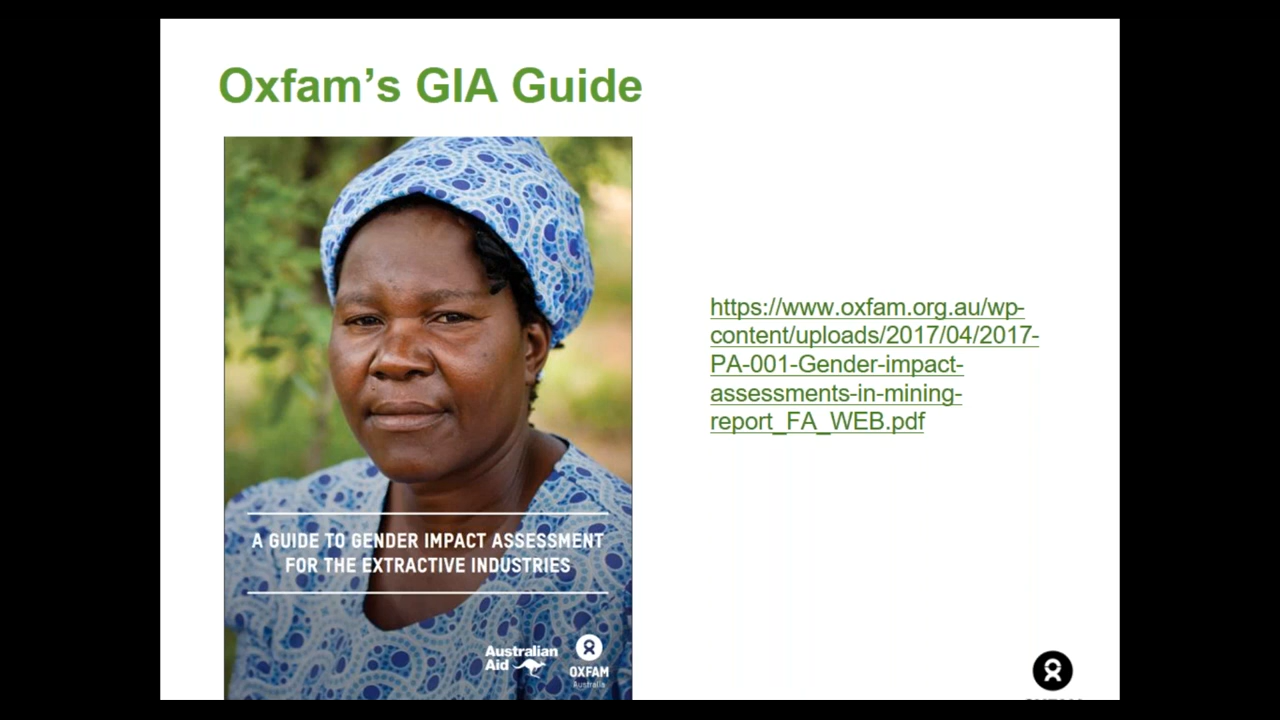 Oxfam's GIA Guide
https://www.oxfam.org.au/wp-
content/uploads/2017/04/2017-
PA-001-Gender-impact-
assessments-in-mining-
report_FA_WEB.pdf
A GUIDE TO GENDER IMPACT ASSESSMENT
FOR THE EXTRACTIVE INDUSTRIES
Australian
Aid
OXFAM
Australia